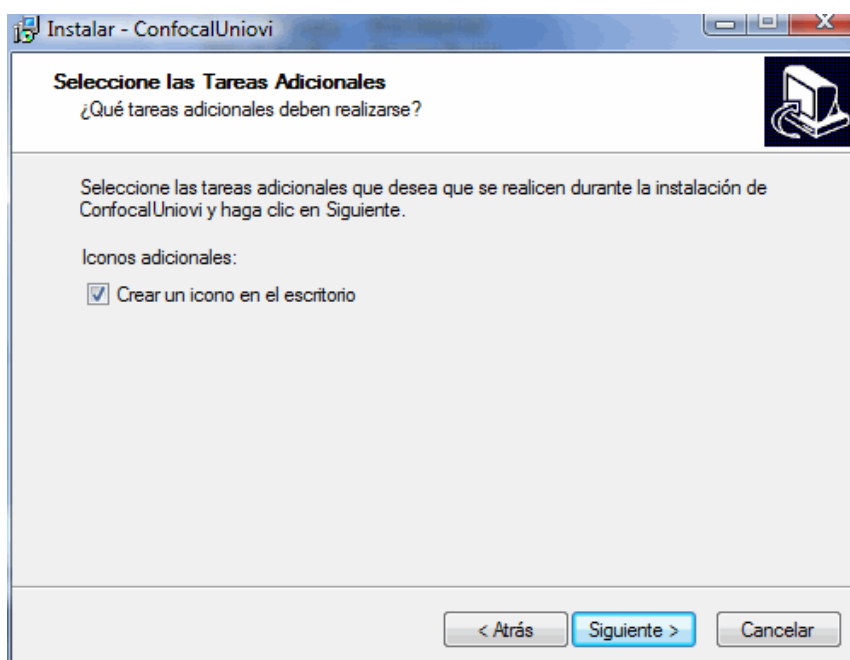 Instalar - ConfocalUniovi
Seleccione las Tareas Adicionales
¿Qué tareas adicionales deben realizarse?
Seleccione las tareas adicionales que desea que se realicen durante la instalación de
ConfocalUniovi y haga clic en Siguiente.
Iconos adicionales:
Crear un icono en el escritorio
< Atrás Siguiente > Cancelar